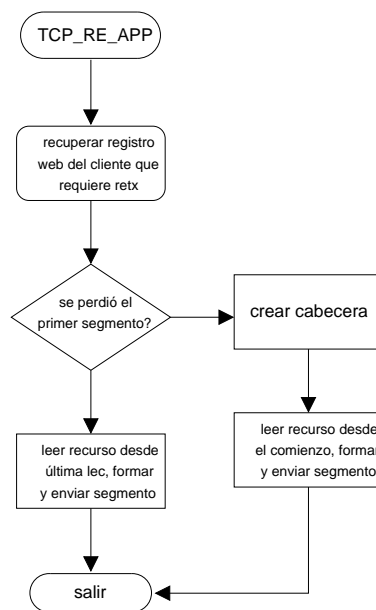 TCP_RE_APP
recuperar registro
web del cliente que
requiere retx
se perdió el
primer segmento?
crear cabecera
leer recurso desde
última lec, formar
y enviar segmento
leer recurso desde
el comienzo, formar
y enviar segmento
salir